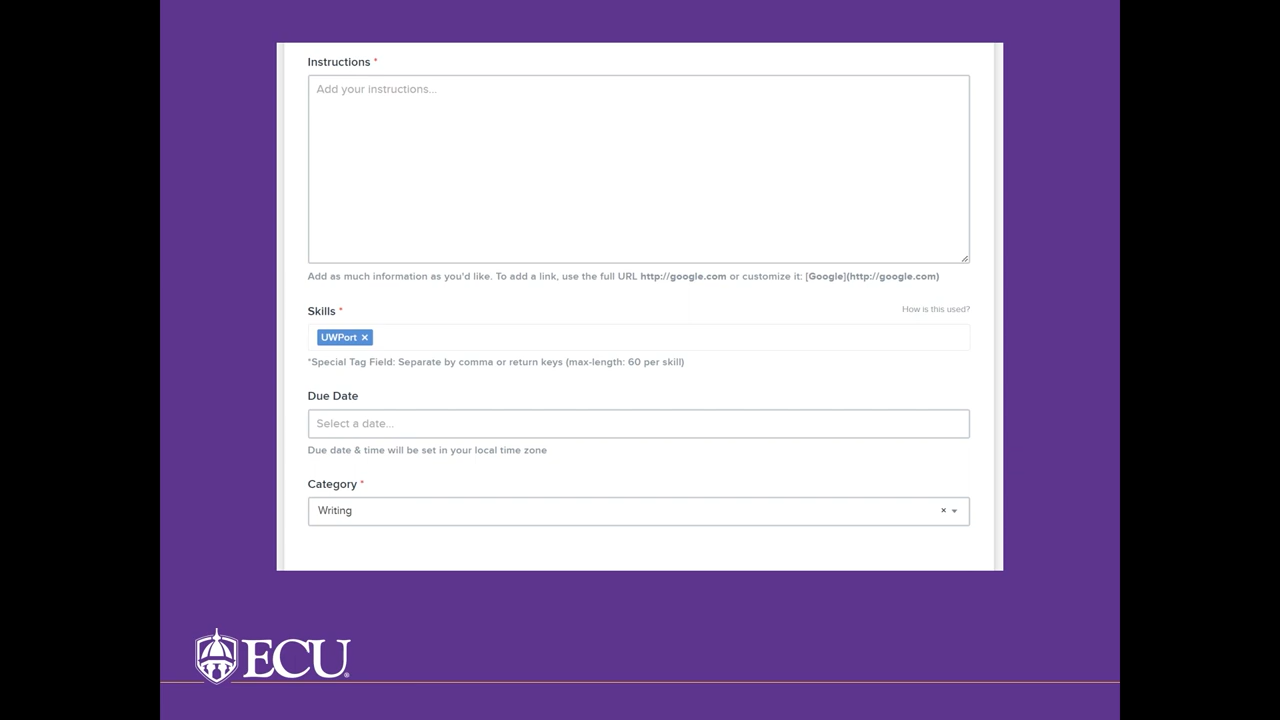 Instructions *
Add your instructions...
Add as much information as you'd like. To add a link, use the full URL http://google.com or customize it: [Google](http://google.com)
Skills *
How is this used?
UWPort ×
*Special Tag Field: Separate by comma or return keys (max-length: 60 per skill)
Due Date
Select a date...
Due date & time will be set in your local time zone
Category *
Writing ×
ECU®